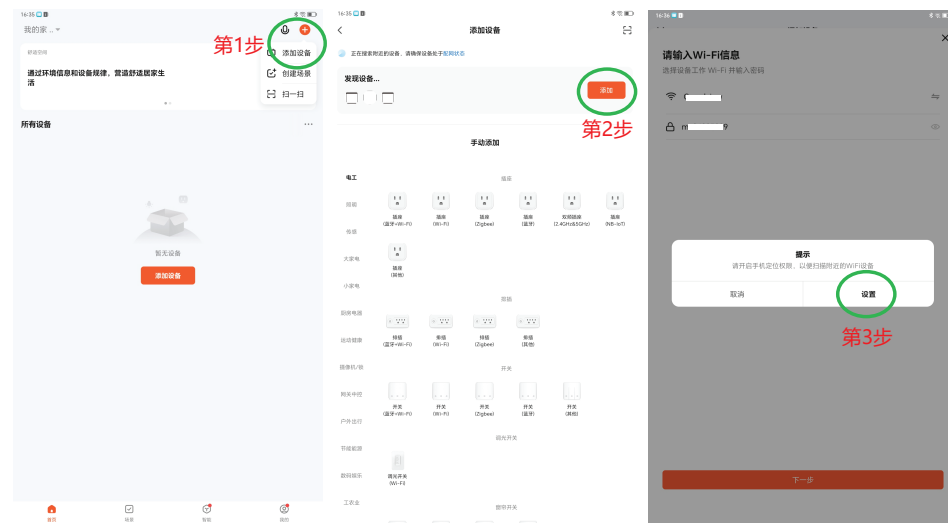 16:35
我的家 ..
第1步
添加设备
舒适空间
创建场景
通过环境信息和设备规律，营造舒适居家生
活
扫一扫
所有设备
暂无设备
添加设备
首页
场景
智能
我的
16:35
添加设备
正在搜索附近的设备，请确保设备处于配网状态
发现设备...
添加
第2步
手动添加
电工
照明
传感
大家电
小家电
厨房电器
运动健康
摄像机/锁
网关中控
户外出行
节能能源
数码娱乐
工农业
插座
插座
(蓝牙+Wi-Fi)
插座
(Wi-Fi)
插座
(Zigbee)
插座
(蓝牙)
双频插座
(2.4GHz&5GHz)
插座
(NB-IoT)
插座
(其他)
排插
排插
(蓝牙+Wi-Fi)
排插
(Wi-Fi)
排插
(Zigbee)
排插
(其他)
开关
开关
(蓝牙+Wi-Fi)
开关
(Wi-Fi)
开关
(Zigbee)
开关
(蓝牙)
开关
(其他)
调光开关
调光开关
(Wi-Fi)
窗帘开关
16:36
请输入Wi-Fi信息
选择设备工作 Wi-Fi 并输入密码
m
9
提示
请开启手机定位权限，以便扫描附近的WiFi设备
取消
设置
第3步
下一步